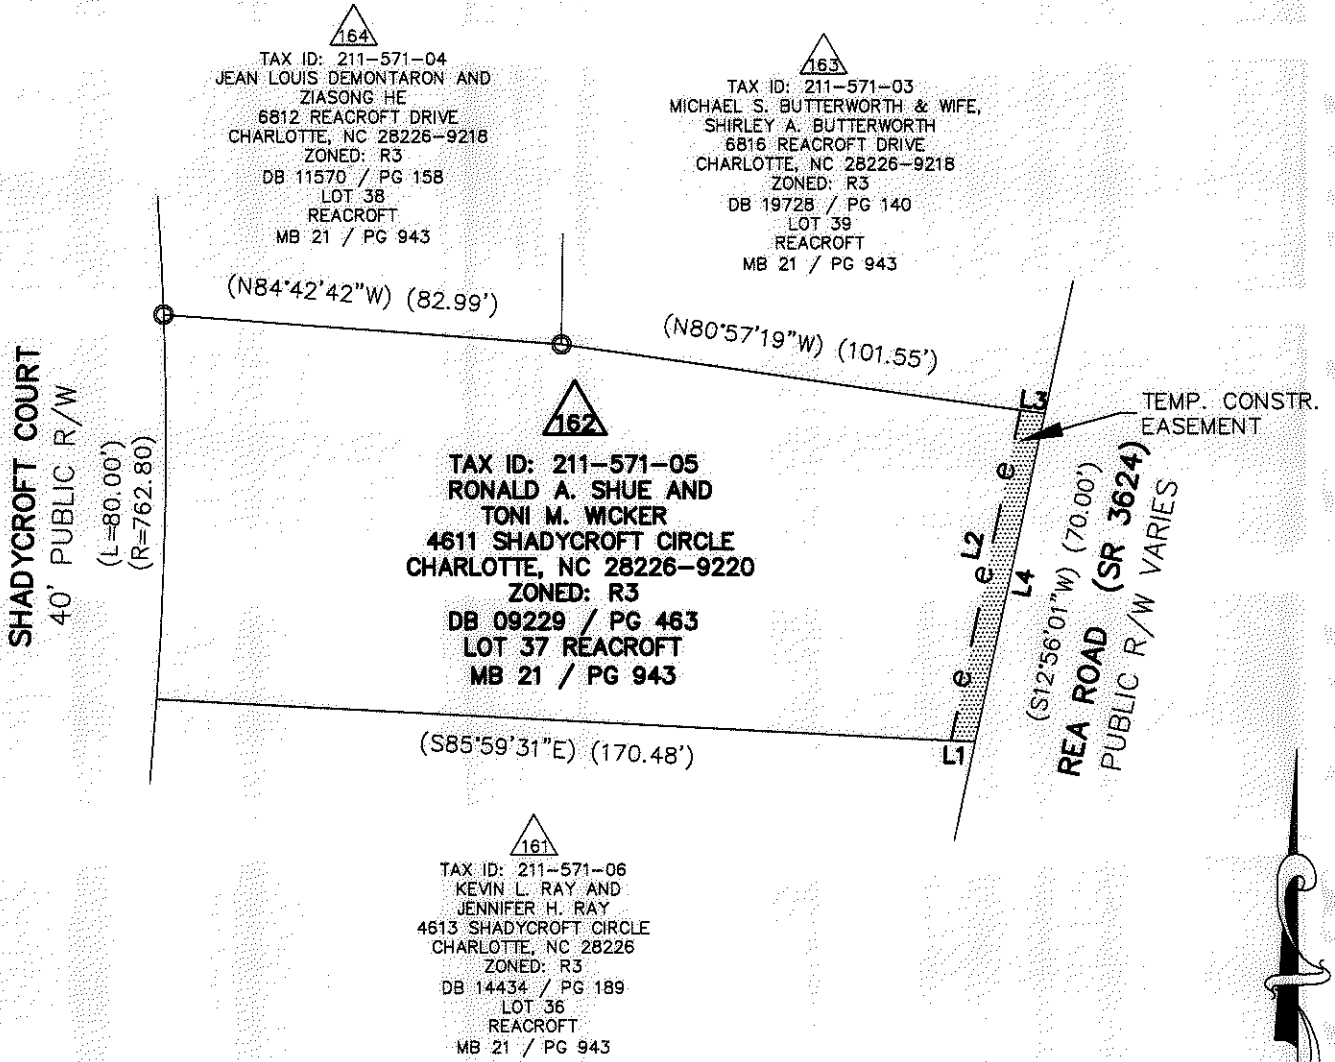 164
TAX ID: 211-571-04
JEAN LOUIS DEMONTARON AND
ZIASONG HE
6812 REACROFT DRIVE
CHARLOTTE, NC 28226-9218
ZONED: R3
DB 11570 / PG 158
LOT 38
REACROFT
MB 21 / PG 943
163
TAX ID: 211-571-03
MICHAEL S. BUTTERWORTH & WIFE,
SHIRLEY A. BUTTERWORTH
6816 REACROFT DRIVE
CHARLOTTE, NC 28226-9218
ZONED: R3
DB 19728 / PG 140
LOT 39
REACROFT
MB 21 / PG 943
(N84°42'42"W) (82.99')
(N80°57'19"W) (101.55')
SHADYCROFT COURT
40' PUBLIC R/W
(L=80.00')
(R=762.80)
162
TAX ID: 211-571-05
RONALD A. SHUE AND
TONI M. WICKER
4611 SHADYCROFT CIRCLE
CHARLOTTE, NC 28226-9220
ZONED: R3
DB 09229 / PG 463
LOT 37 REACROFT
MB 21 / PG 943
L3
TEMP. CONSTR.
EASEMENT
e
L2
e
L4
e
L1
(S12°56'01"W) (70.00')
REA ROAD (SR 3624)
PUBLIC R/W VARIES
(S85°59'31"E) (170.48')
161
TAX ID: 211-571-06
KEVIN L. RAY AND
JENNIFER H. RAY
4613 SHADYCROFT CIRCLE
CHARLOTTE, NC 28226
ZONED: R3
DB 14434 / PG 189
LOT 36
REACROFT
MB 21 / PG 943